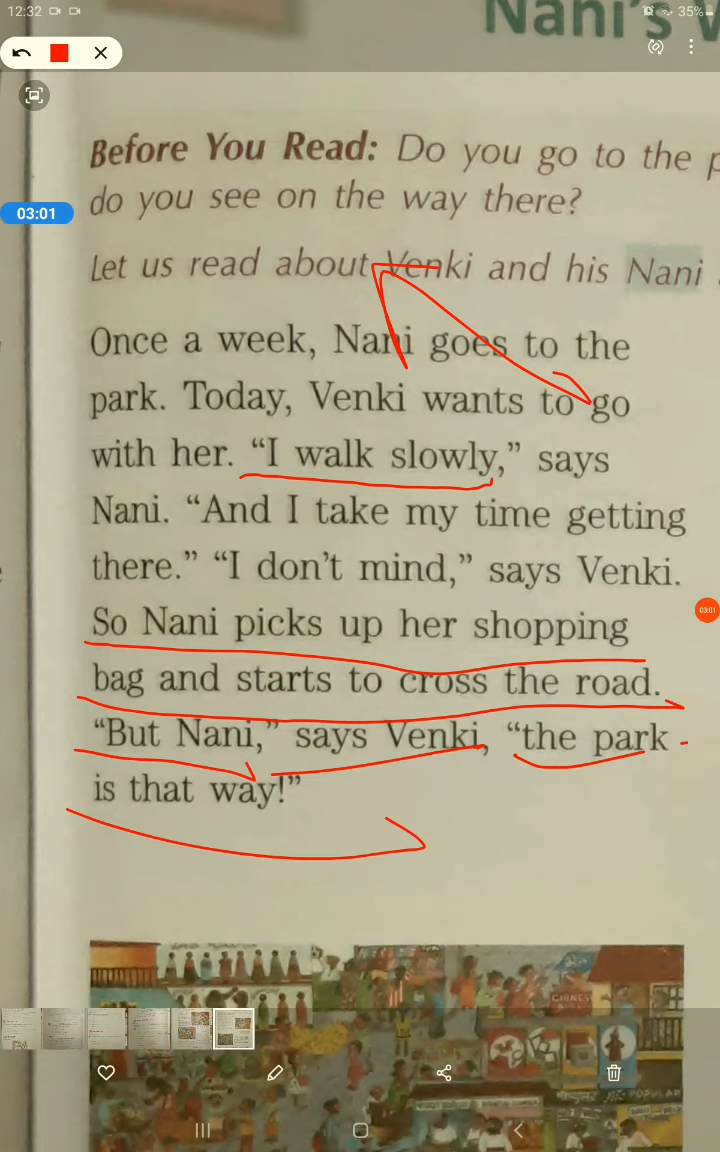 12:32
35%
Nani's
03:01
Before You Read: Do you go to the
do you see on the way there?
Let us read about Venki and his Nani
Once a week, Nani goes to the
park. Today, Venki wants to go
with her. “I walk slowly,” says
Nani. “And I take my time getting
there.” “I don’t mind,” says Venki.
So Nani picks up her shopping
03:01
bag and starts to cross the road.
“But Nani,” says Venki, “the park
is that way!”
CHINESE
POPULAR